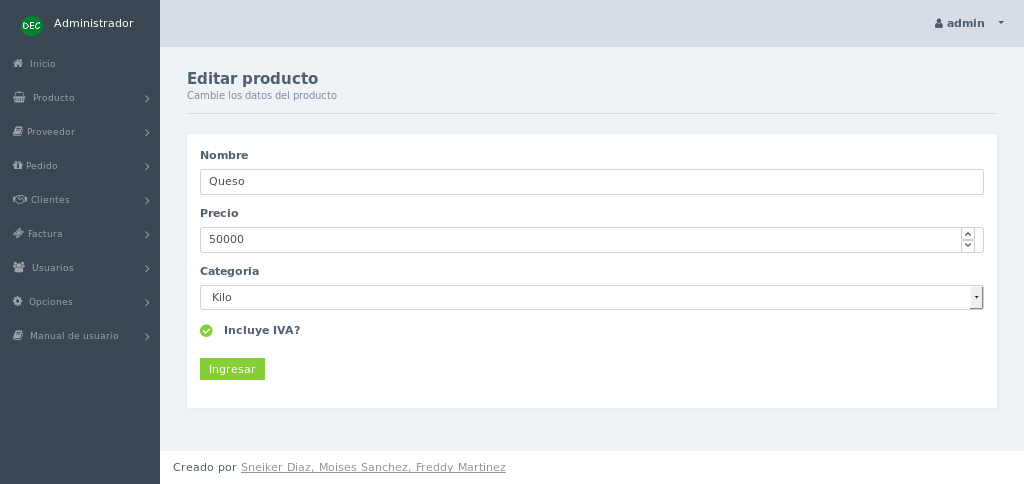 DEC Administrador
admin
Inicio
Producto
Proveedor
Pedido
Clientes
Factura
Usuarios
Opciones
Manual de usuario
Editar producto
Cambie los datos del producto
Nombre
Queso
Precio
50000
Categoria
Kilo
Incluye IVA?
Ingresar
Creado por Sneiker Diaz, Moises Sanchez, Freddy Martinez